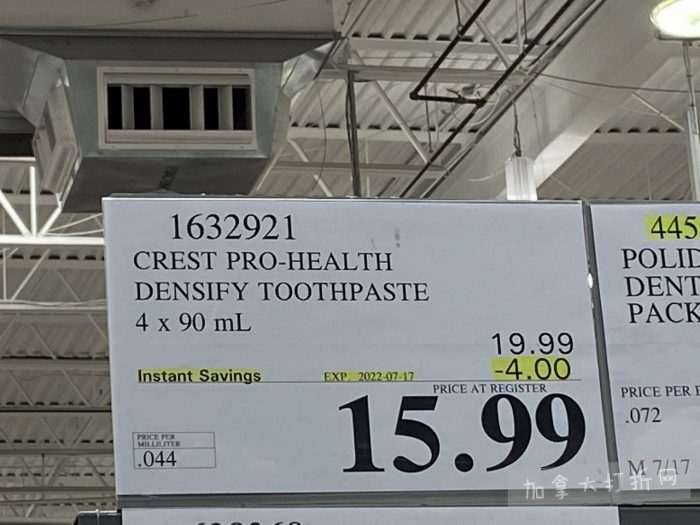 1632921
CREST PRO-HEALTH
DENSIFY TOOTHPASTE
4 x 90 mL
19.99
Instant Savings EXP. 2022-07-17 -4.00
PRICE AT REGISTER
15.99
PRICE PER
MILLILITER
.044
445
POLID
DENT
PACK
PRICE PER
.072
M 7/17
加拿大打折网